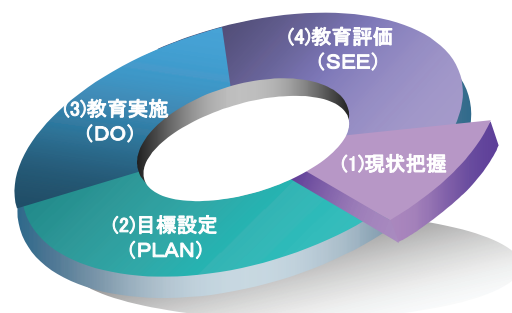 (4)教育評価
（SEE）
(3)教育実施
（DO）
(1)現状把握
(2)目標設定
（PLAN）